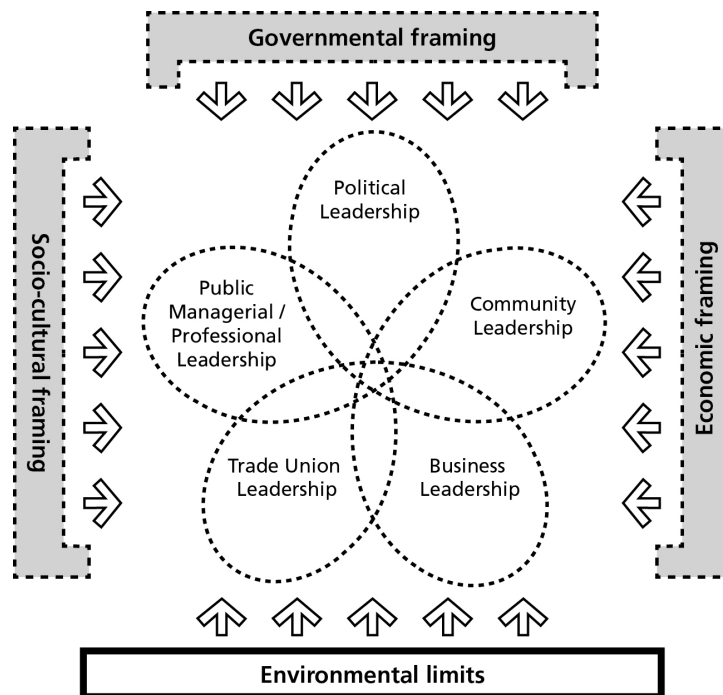 Governmental framing
Socio-cultural framing
Political
Leadership
Public
Managerial /
Professional
Leadership
Community
Leadership
Economic framing
Trade Union
Leadership
Business
Leadership
Environmental limits